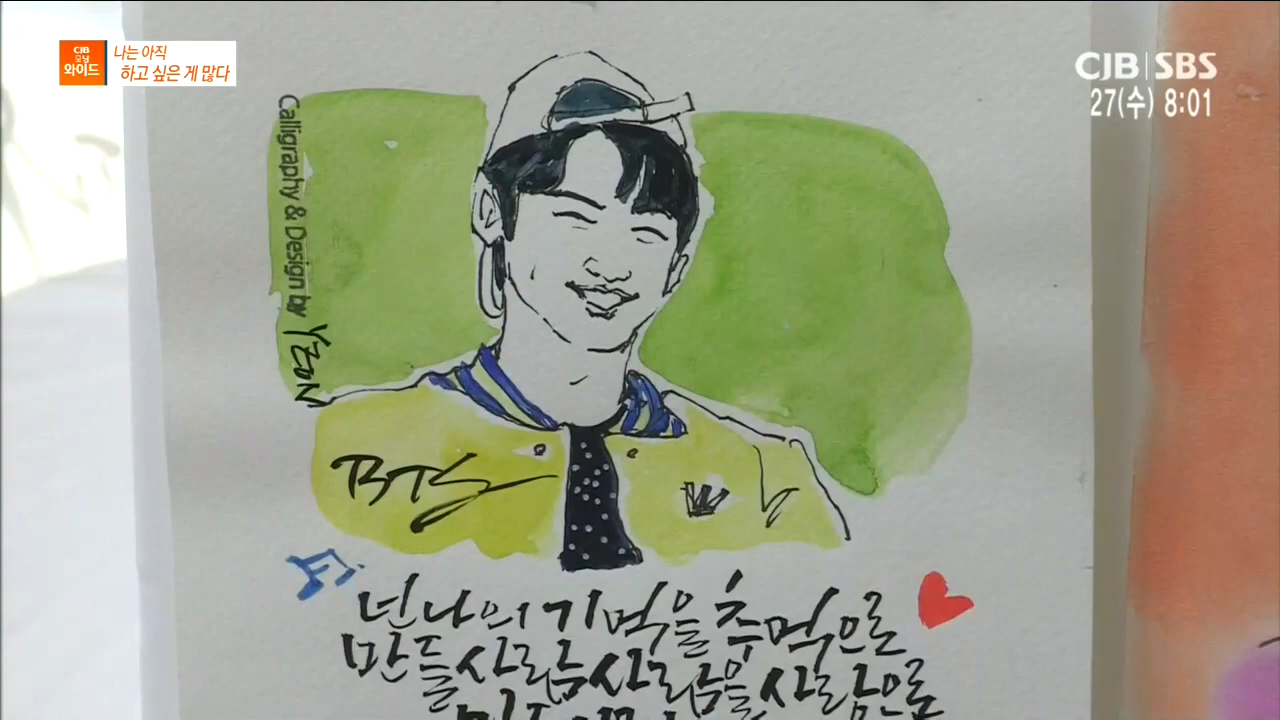 CJB
모닝
와이드
나는 아직
하고 싶은 게 많다
CJB SBS
27(수) 8:01
Calligraphy & Design by YEON
BTS
넌 나의 기억을 추억으로
만들 사람 사람을 사람으로